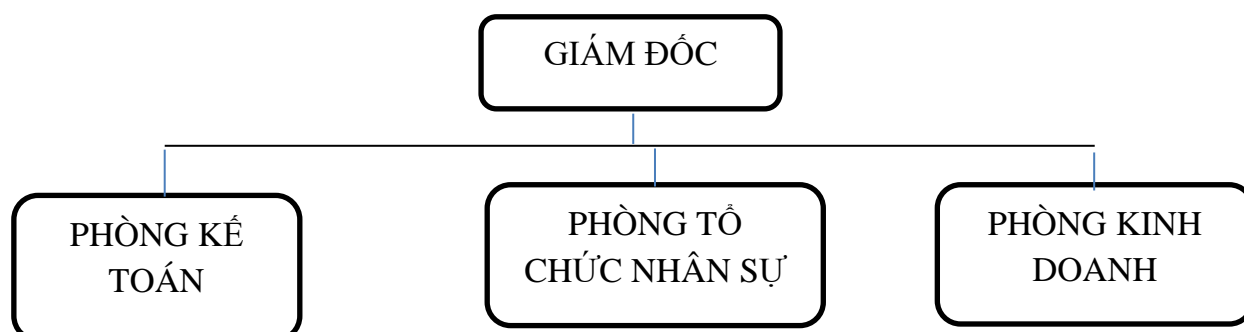 GIÁM ĐỐC
PHÒNG KẾ
TOÁN
PHÒNG TỔ
CHỨC NHÂN SỰ
PHÒNG KINH
DOANH